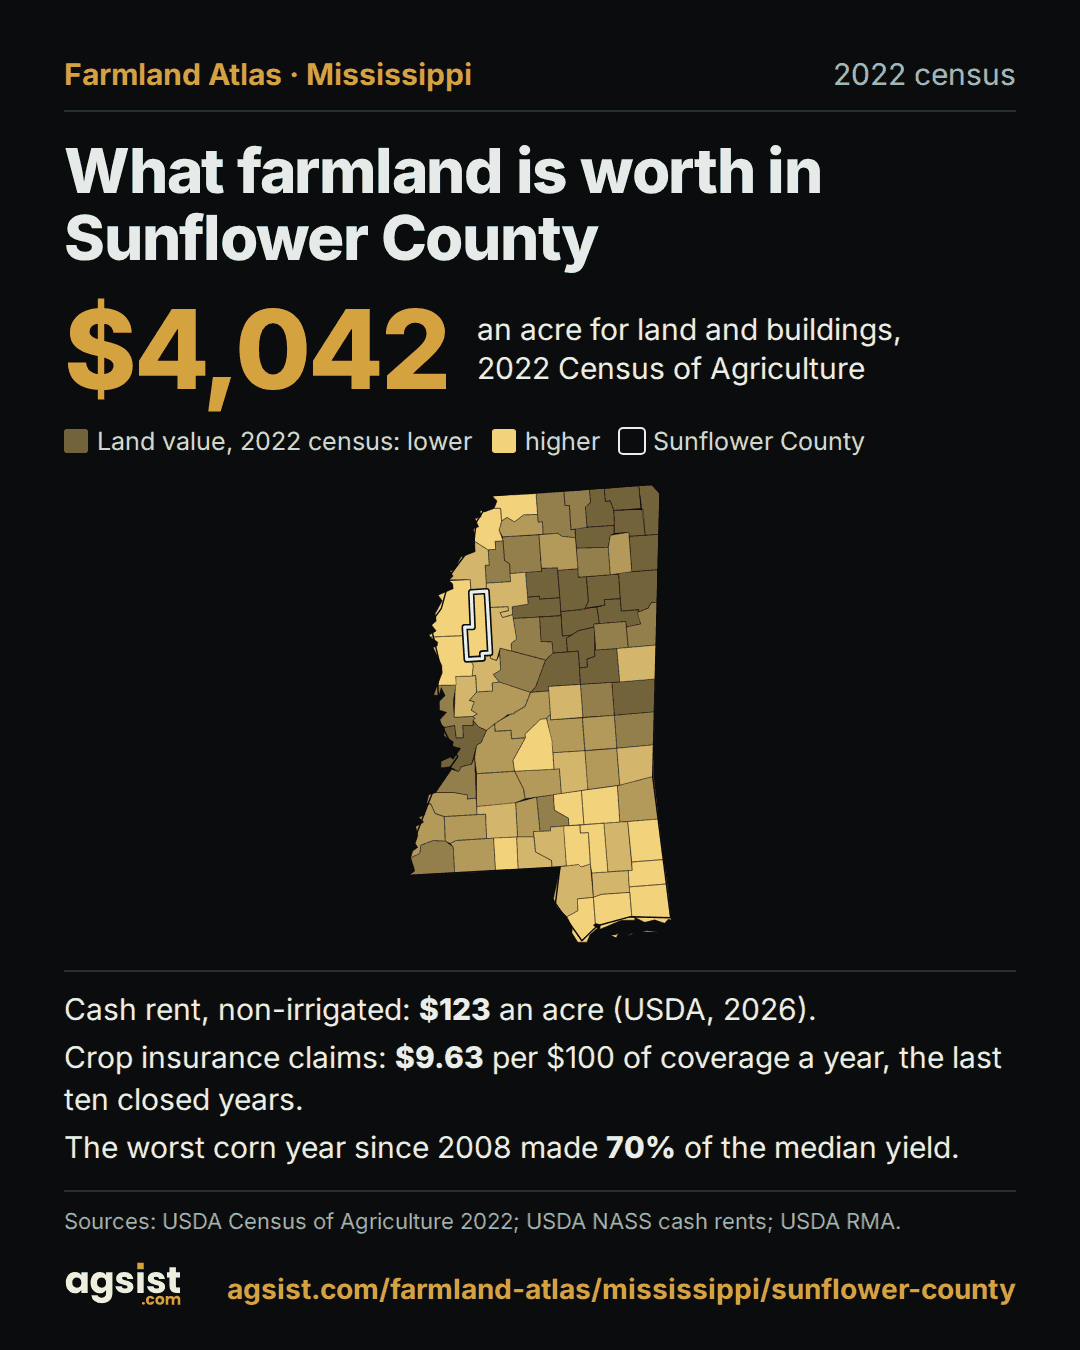 Farmland Atlas · Mississippi
2022 census
What farmland is worth in
Sunflower County
$4,042
an acre for land and buildings,
2022 Census of Agriculture
Land value, 2022 census: lower
higher
Sunflower County
Cash rent, non-irrigated: $123 an acre (USDA, 2026).
Crop insurance claims: $9.63 per $100 of coverage a year, the last
ten closed years.
The worst corn year since 2008 made 70% of the median yield.
Sources: USDA Census of Agriculture 2022; USDA NASS cash rents; USDA RMA.
agsist
.com
agsist.com/farmland-atlas/mississippi/sunflower-county